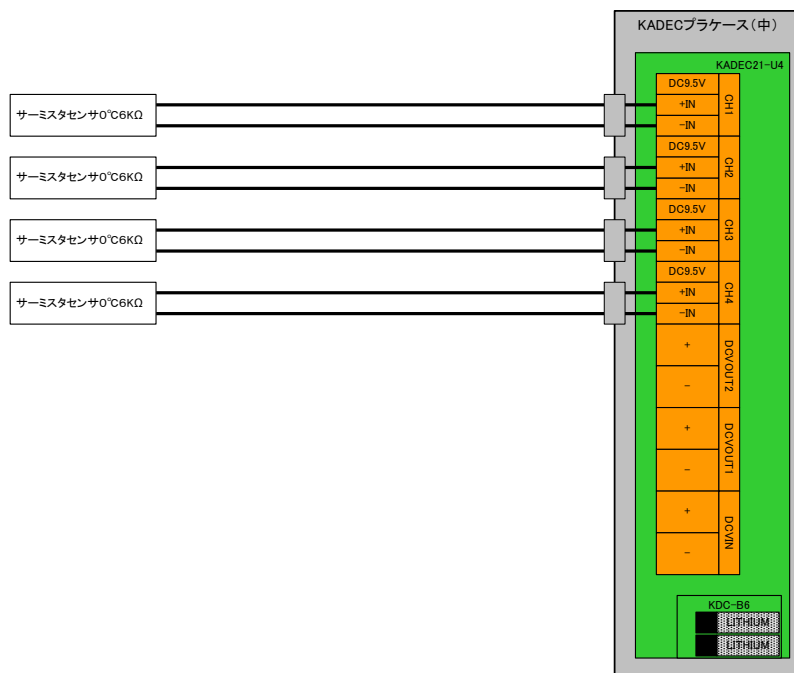 KADECプラケース(中)
KADEC21-U4
サーミスタセンサ0℃6KΩ
DC9.5V
+IN
-IN
CH1
サーミスタセンサ0℃6KΩ
DC9.5V
+IN
-IN
CH2
サーミスタセンサ0℃6KΩ
DC9.5V
+IN
-IN
CH3
サーミスタセンサ0℃6KΩ
DC9.5V
+IN
-IN
CH4
+
-
DCVOUT2
+
-
DCVOUT1
+
-
DCVIN
KDC-B6
LITHIUM
LITHIUM